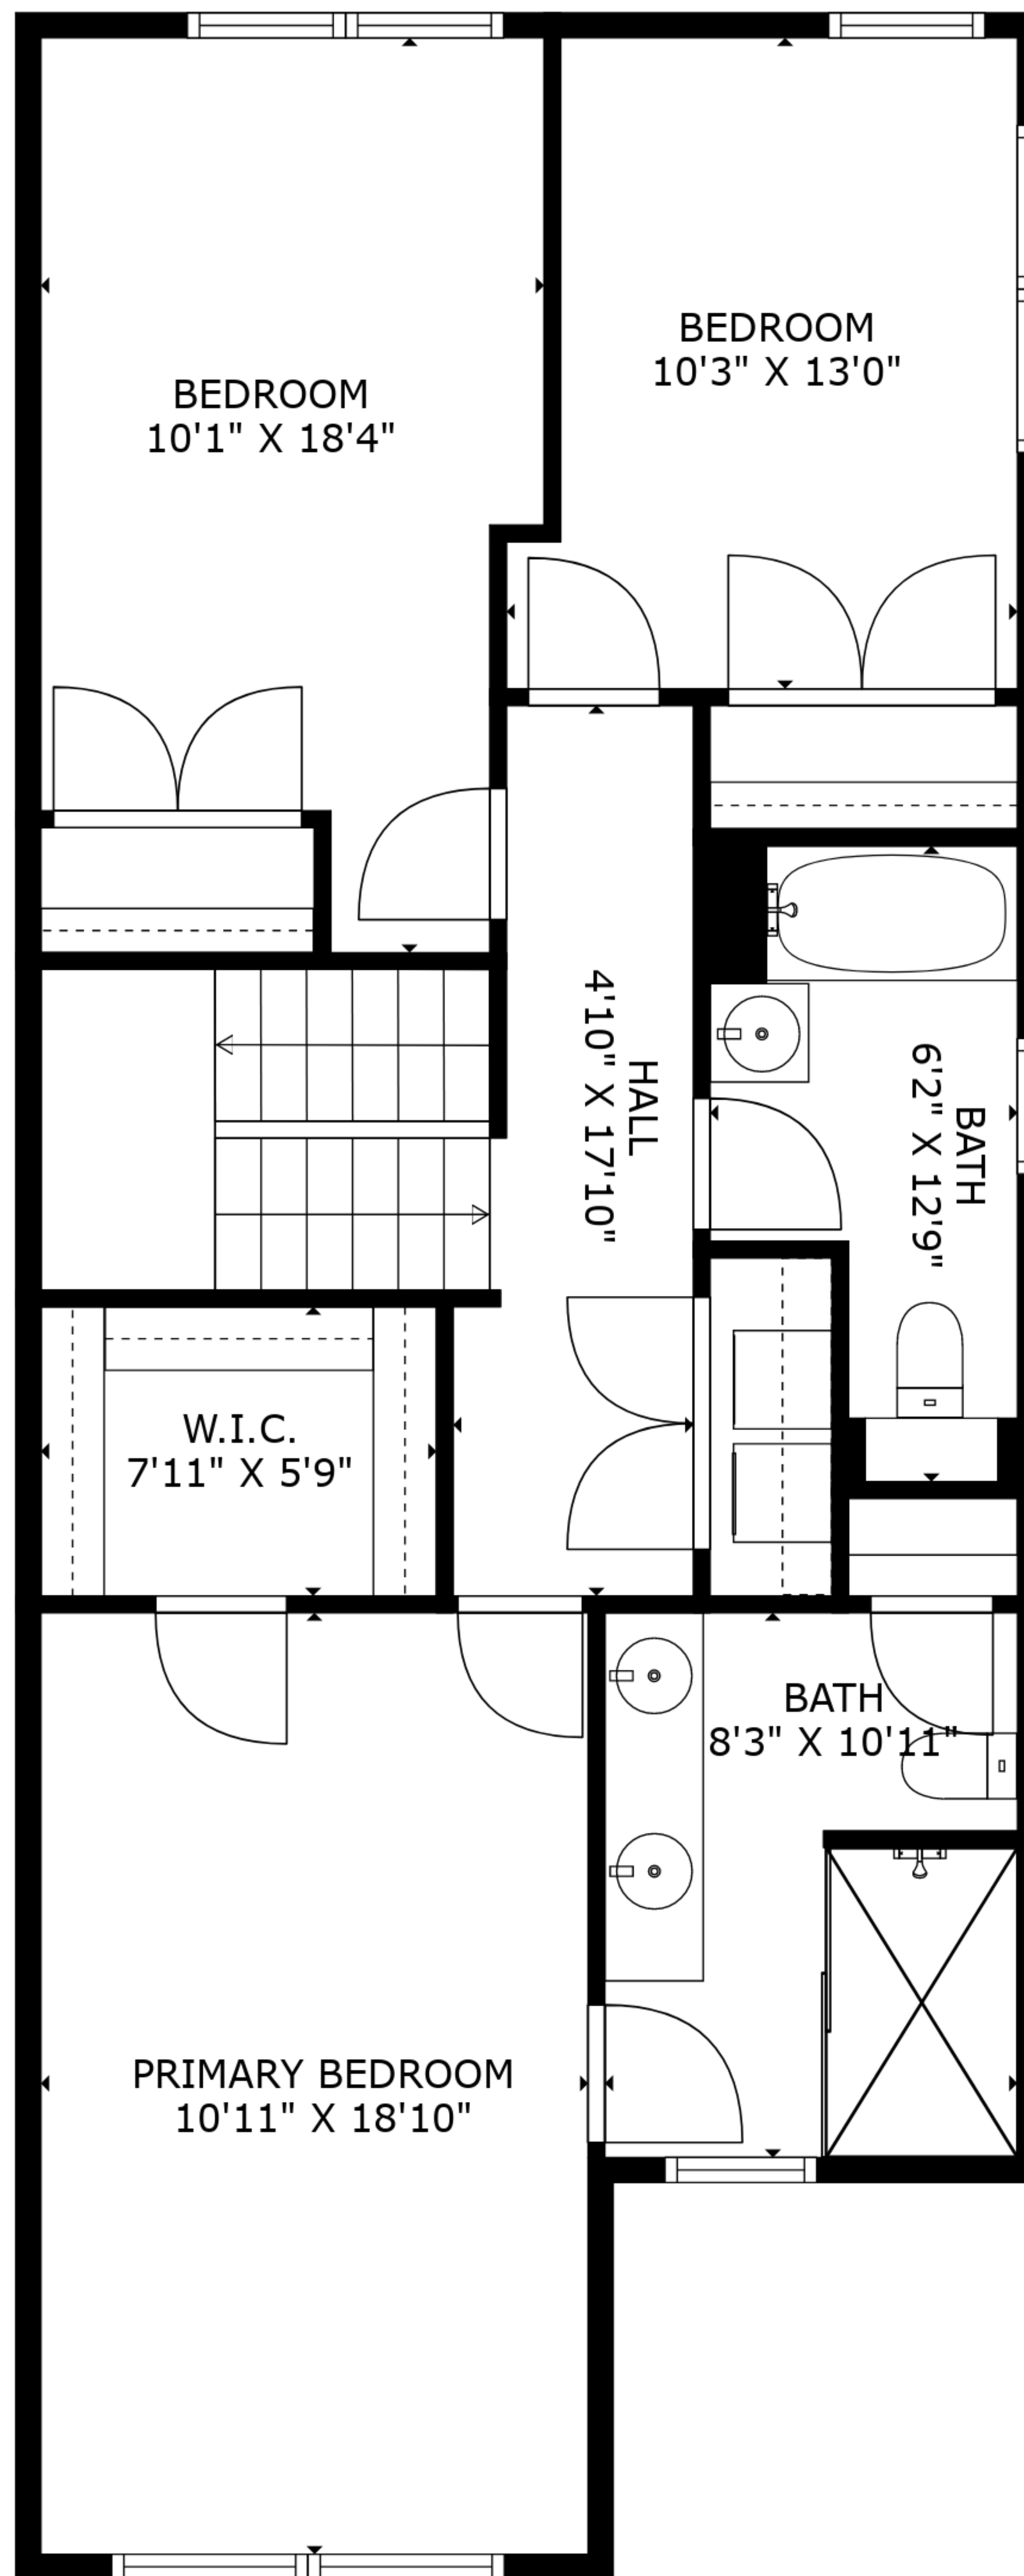 BEDROOM
10'3" X 13'0"
BEDROOM
10'1" X 18'4"
HALL
4'10" X 17'10"
BATH
6'2" X 12'9"
W.I.C.
7'11" X 5'9"
BATH
8'3" X 10'11"
PRIMARY BEDROOM
10'11" X 18'10"